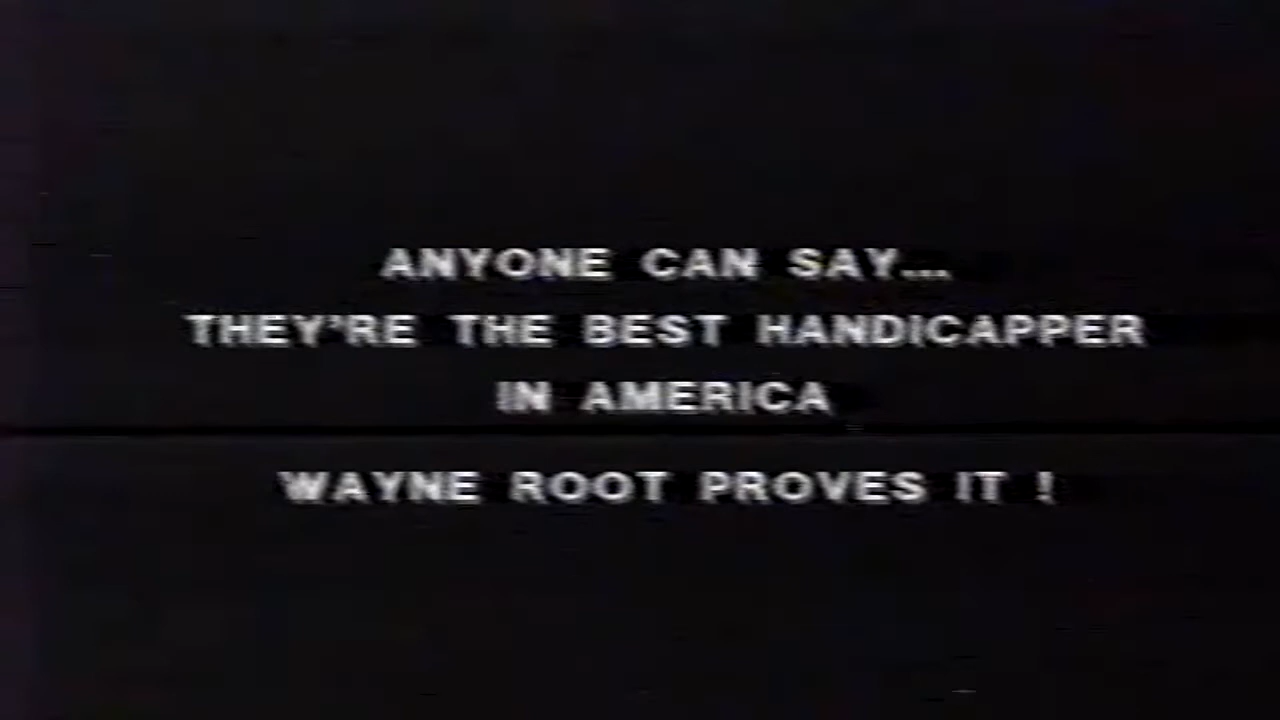 ANYONE CAN SAY...
THEY'RE THE BEST HANDICAPPER
IN AMERICA
WAYNE ROOT PROVES IT !